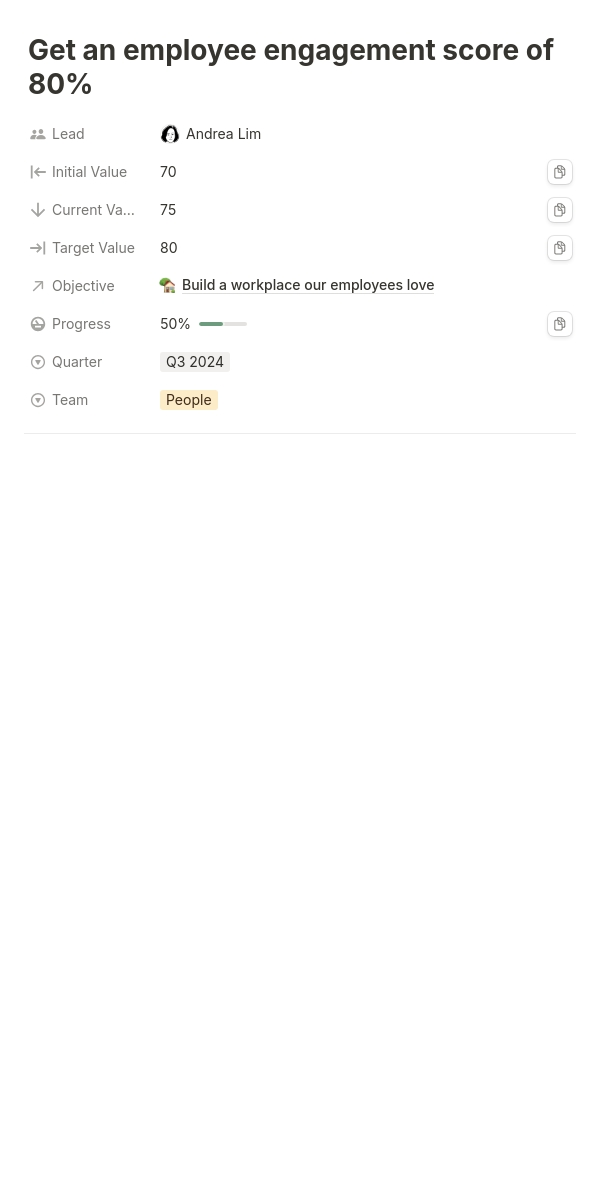 Get an employee engagement score of
80%
Lead Andrea Lim
Initial Value 70
Current Va... 75
Target Value 80
Objective Build a workplace our employees love
Progress 50%
Quarter Q3 2024
Team People